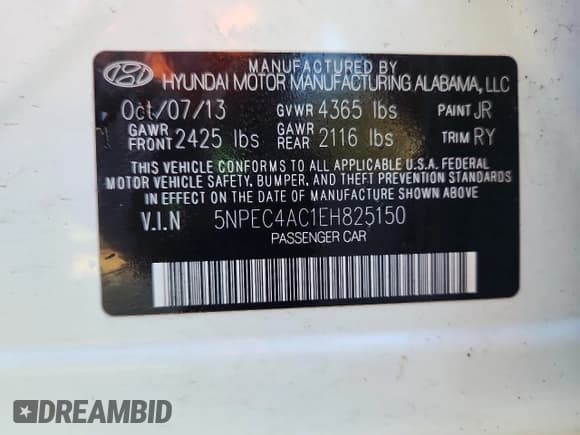 MANUFACTURED BY
HYUNDAI MOTOR MANUFACTURING ALABAMA, LLC
Oct/07/13 GVWR 4365 lbs PAINT JR
GAWR FRONT 2425 lbs GAWR REAR 2116 lbs TRIM RY
THIS VEHICLE CONFORMS TO ALL APPLICABLE U.S.A. FEDERAL
MOTOR VEHICLE SAFETY, BUMPER, AND THEFT PREVENTION STANDARDS
IN EFFECT ON THE DATE OF MANUFACTURE SHOWN ABOVE.
V.I.N 5NPEC4AC1EH825150
PASSENGER CAR
DREAMBID